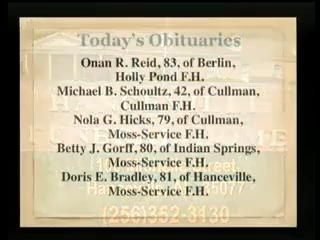 Today's Obituaries
Onan R. Reid, 83, of Berlin,
Holly Pond F.H.
Michael B. Schoultz, 42, of Cullman,
Cullman F.H.
Nola G. Hicks, 79, of Cullman,
Moss-Service F.H.
Betty J. Gorff, 80, of Indian Springs,
Moss-Service F.H.
Doris E. Bradley, 81, of Hanceville,
Moss-Service F.H.
(256)352-3130